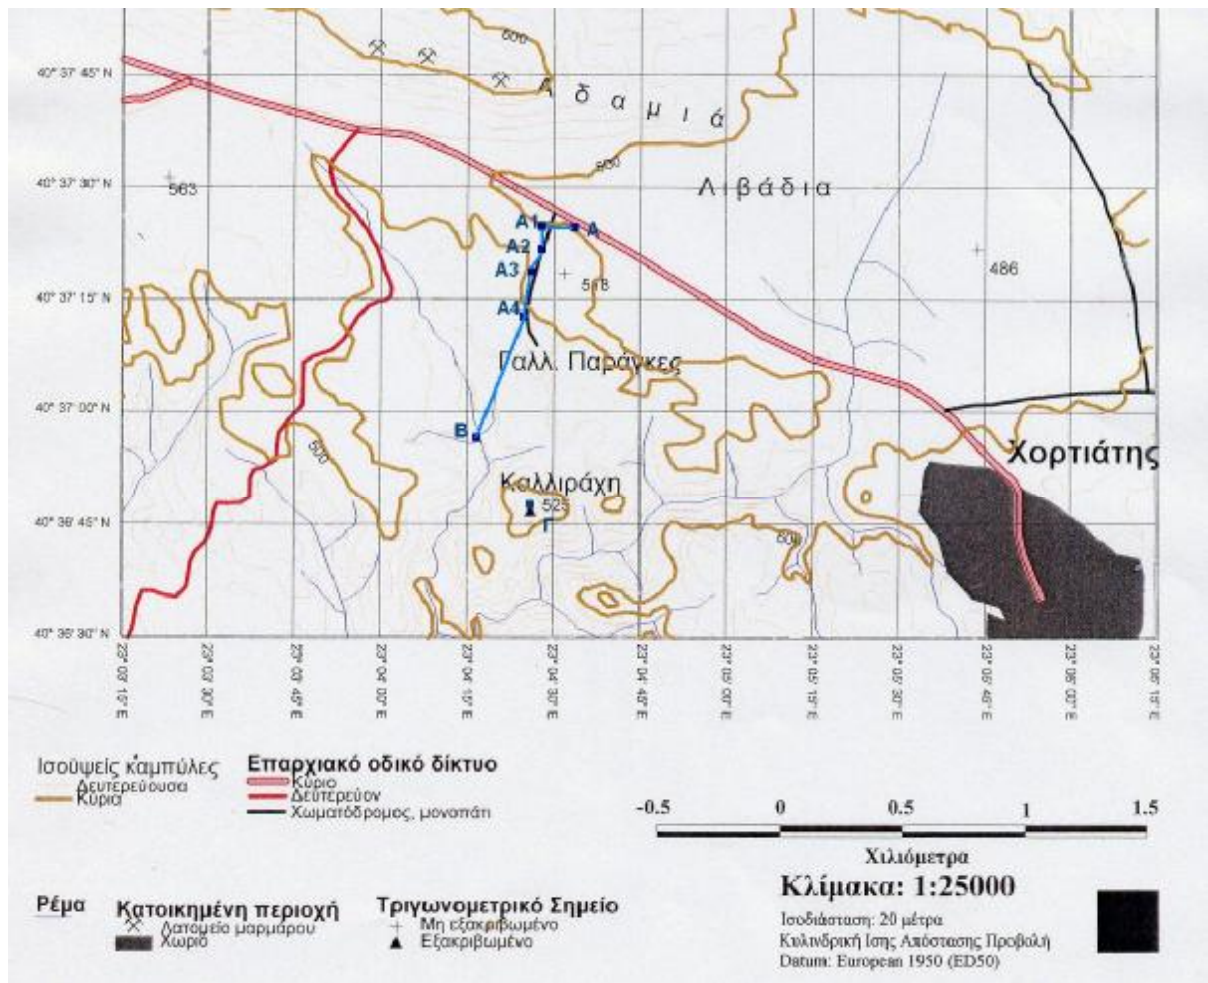 600
40° 37' 45" N
Α δ α μ ι ά
500
40° 37' 30" N
563
Λιβάδια
A1
A
A2
A3
486
518
40° 37' 15" N
A4
Γαλλ. Παράγκες
40° 37' 00" N
B
Χορτιάτης
500
Καλλιράχη
525
Γ
40° 36' 45" N
600
40° 36' 30" N
23° 03' 15" E
23° 03' 30" E
23° 03' 45" E
23° 04' 00" E
23° 04' 15" E
23° 04' 30" E
23° 04' 45" E
23° 05' 00" E
23° 05' 15" E
23° 05' 30" E
23° 05' 45" E
23° 06' 00" E
23° 06' 15" E
Ισοϋψείς καμπύλες
Δευτερεύουσα
Κύρια
Επαρχιακό οδικό δίκτυο
Κύριο
Δευτερεύον
Χωματόδρομος, μονοπάτι
-0.5 0 0.5 1 1.5
Χιλιόμετρα
Κλίμακα: 1:25000
Ισοδιάσταση: 20 μέτρα
Κυλινδρική Ισης Απόστασης Προβολή
Datum: European 1950 (ED50)
Ρέμα
Κατοικημένη περιοχή
Λατομείο μαρμάρου
Χωριό
Τριγωνομετρικό Σημείο
Μη εξακριβωμένο
Εξακριβωμένο